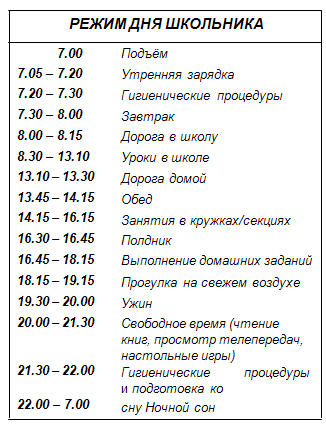 РЕЖИМ ДНЯ ШКОЛЬНИКА
7.00 Подъём
7.05 – 7.20 Утренняя зарядка
7.20 – 7.30 Гигиенические процедуры
7.30 – 8.00 Завтрак
8.00 – 8.15 Дорога в школу
8.30 – 13.10 Уроки в школе
13.10 – 13.30 Дорога домой
13.45 – 14.15 Обед
14.15 – 16.15 Занятия в кружках/секциях
16.30 – 16.45 Полдник
16.45 – 18.15 Выполнение домашних заданий
18.15 – 19.15 Прогулка на свежем воздухе
19.30 – 20.00 Ужин
20.00 – 21.30 Свободное время (чтение
книг, просмотр телепередач,
настольные игры)
21.30 – 22.00 Гигиенические процедуры
и подготовка ко
22.00 – 7.00 сну Ночной сон